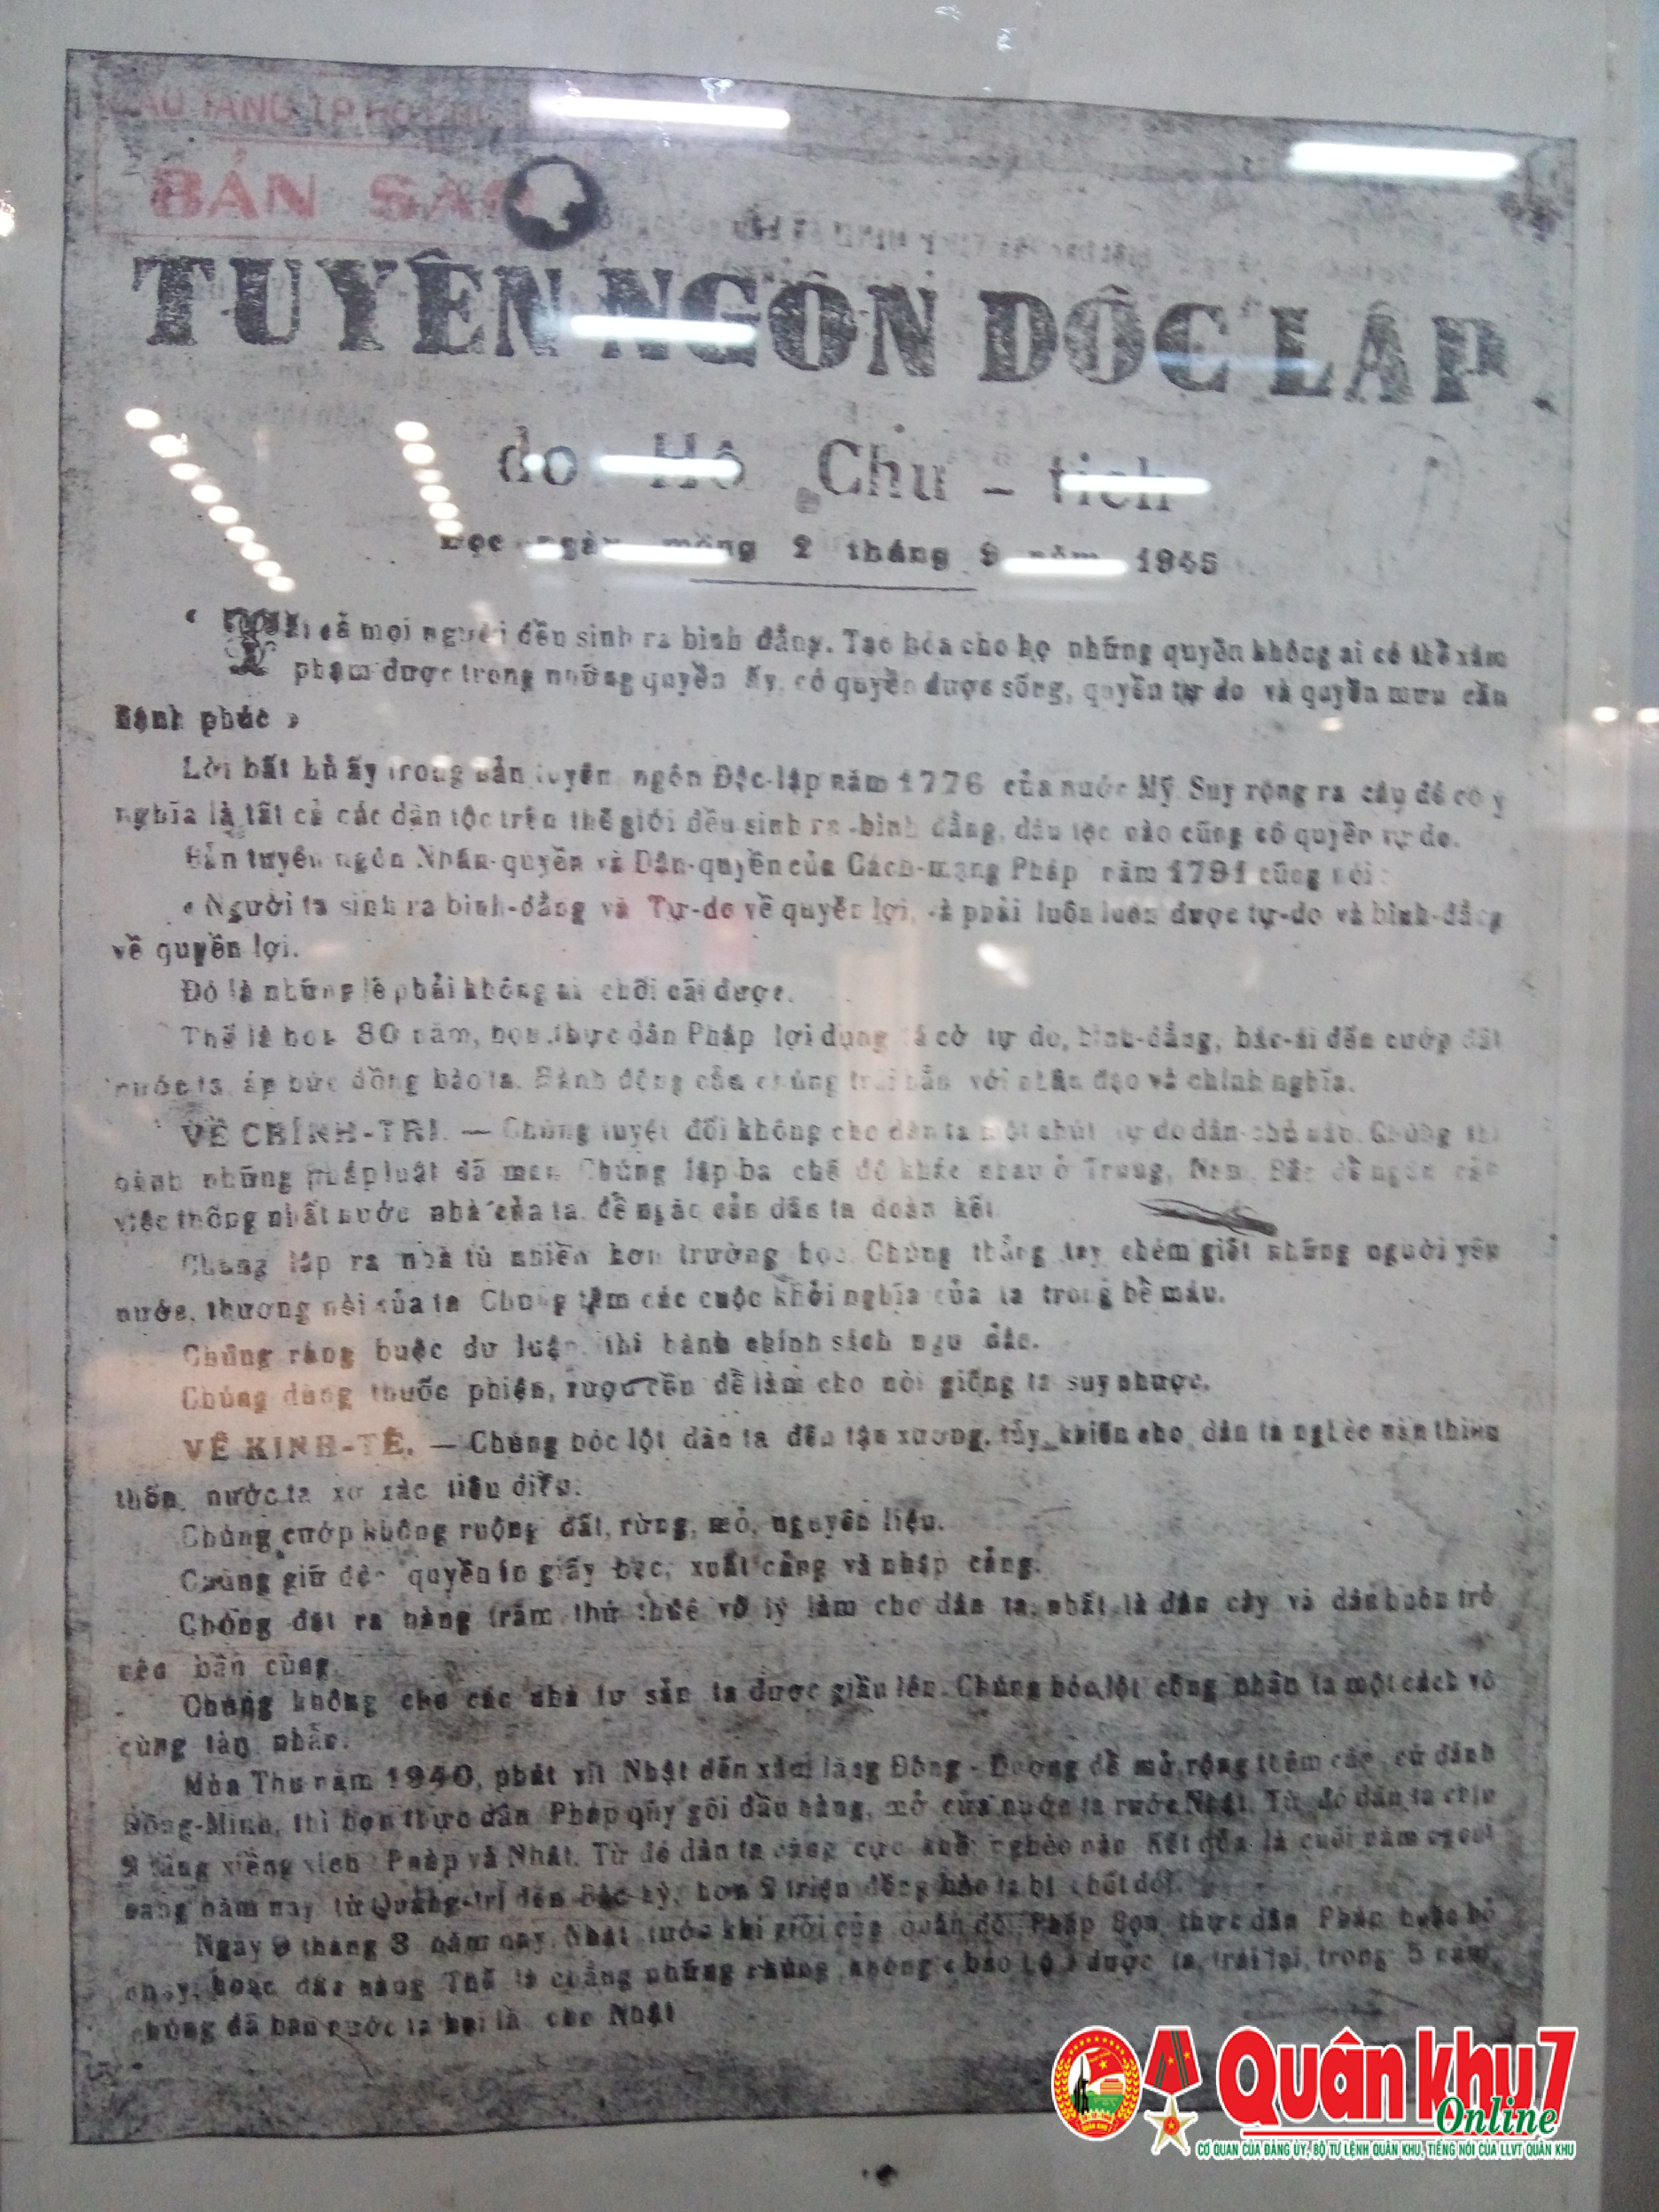 BẢN SAO
TUYÊN NGÔN DÔC LÂP
do Hô Chu - tich
Đọc ngày mồng 2 tháng 9 năm 1945
« Tất cả mọi người đều sinh ra bình đẳng. Tạo hóa cho họ những quyền không ai có thể xâm
phạm được trong những quyền ấy, có quyền được sống, quyền tự do và quyền mưu cầu
hạnh phúc »
Lời bất hủ ấy trong bản tuyên ngôn Độc-lập năm 1776 của nước Mỹ Suy rộng ra câu đó có ý
nghĩa là tất cả các dân tộc trên thế giới đều sinh ra bình đẳng, dân tộc nào cũng có quyền tự do.
Bản tuyên ngôn Nhân-quyền và Dân-quyền của Cách-mạng Pháp năm 1791 cũng nói :
« Người ta sinh ra bình-đẳng và Tự-do về quyền lợi, và phải luôn luôn được tự-do và bình-đẳng
về quyền lợi.
Đó là những lẽ phải không ai chối cãi được.
Thế là hơn 80 năm, bọn thực dân Pháp lợi dụng lá cờ tự do, bình-đẳng, bác-ái đến cướp đất
nước ta, áp bức đồng bào ta. Hành động của chúng trái hẳn với nhân đạo và chính nghĩa.
VỀ CHÍNH-TRỊ. — Chúng tuyệt đối không cho dân ta một chút tự do dân-chủ nào. Chúng thi
hành những pháp luật dã man Chúng lập ba chế độ khác nhau ở Trung, Nam, Bắc để ngăn cản
việc thống nhất nước nhà của ta, để ngăn cản dân ta đoàn kết.
Chúng lập ra nhà tù nhiều hơn trường học. Chúng thẳng tay chém giết những người yêu
nước, thương nòi của ta Chúng tắm các cuộc khởi nghĩa của ta trong bể máu.
Chúng ràng buộc dư luận, thi hành chính sách ngu dân.
Chúng dùng thuốc phiện, rượu cồn để làm cho nòi giống ta suy nhược.
VỀ KINH-TẾ. — Chúng bóc lột dân ta đến tận xương, tủy, khiến cho dân ta nghèo nàn thiếu
thốn, nước ta xơ xác tiêu điều.
Chúng cướp không ruộng đất, rừng, mỏ, nguyên liệu.
Chúng giữ độc quyền in giấy bạc, xuất cảng và nhập cảng.
Chúng đặt ra hàng trăm thứ thuế vô lý làm cho dân ta, nhất là dân cày và dân buôn trở
nên bần cùng.
Chúng không cho các nhà tư sản ta được giầu lên. Chúng bóc lột công nhân ta một cách vô
cùng tàn nhẫn.
Mùa Thu năm 1940, phát xít Nhật đến xâm lăng Đông - Dương để mở rộng thêm căn cứ đánh
Đồng-Minh, thì bọn thực dân Pháp quỳ gối đầu hàng, mở cửa nước ta rước Nhật. Từ đó dân ta chịu
2 tầng xiềng xích : Pháp và Nhật. Từ đó dân ta càng cực khổ nghèo nàn Kết quả là cuối năm ngoái
sang năm nay từ Quảng-trị đến Bắc kỳ, hơn 2 triệu đồng bào ta bị chết đói.
Ngày 9 tháng 3 năm nay, Nhật tước khí giới của quân đội Pháp Bọn thực dân Pháp hoặc bỏ
chạy, hoặc đầu hàng Thế là chẳng những chúng không « bảo hộ » được ta, trái lại, trong 5 năm,
chúng đã bán nước ta hai lần cho Nhật
Quân khu 7
Online
CƠ QUAN CỦA ĐẢNG ỦY, BỘ TƯ LỆNH QUÂN KHU, TIẾNG NÓI CỦA LLVT QUÂN KHU